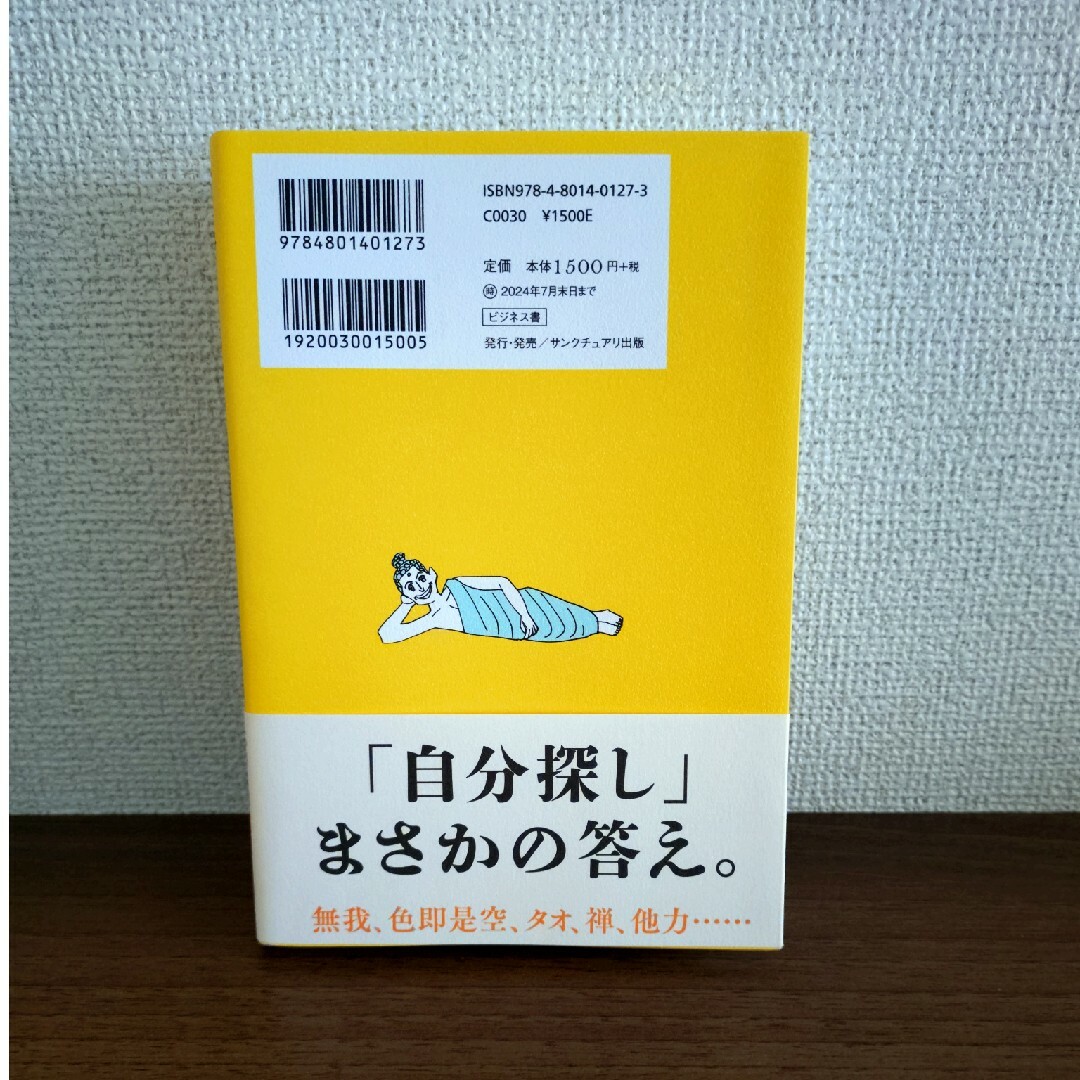 9784801401273
1920030015005
ISBN978-4-8014-0127-3
C0030 ¥1500E
定価 本体1500円+税
時 2024年7月末日まで
ビジネス書
発行・発売/サンクチュアリ出版
「自分探し」
まさかの答え。
無我、色即是空、タオ、禅、他力……